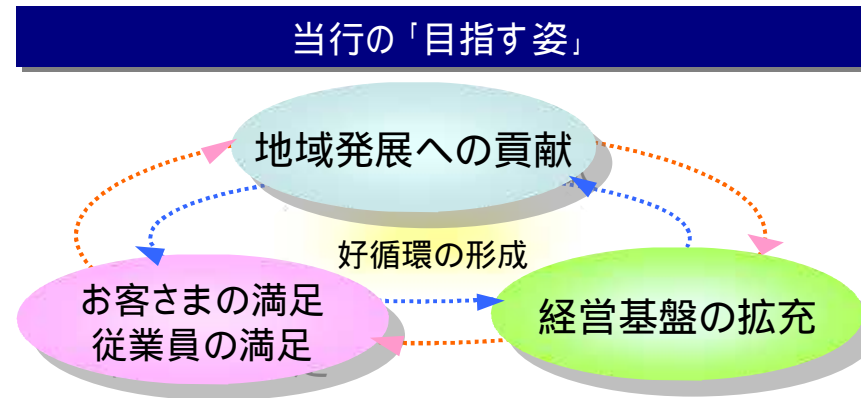 当行の「目指す姿」
地域発展への貢献
好循環の形成
お客さまの満足
従業員の満足
経営基盤の拡充